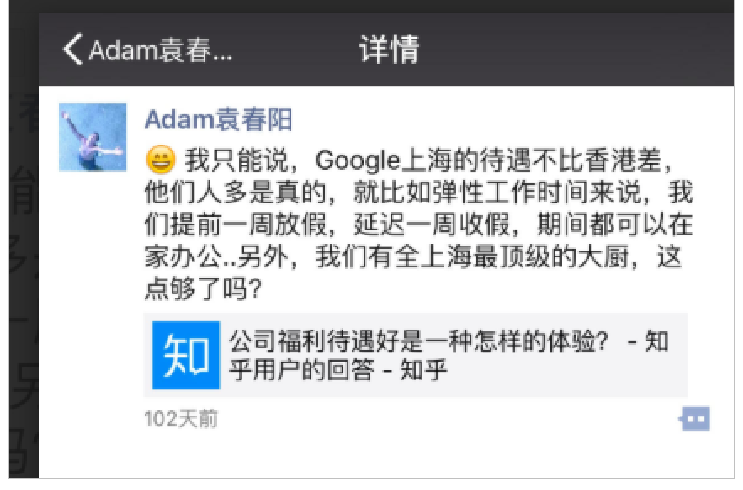 Adam袁春...
详情
Adam袁春阳
😄 我只能说，Google上海的待遇不比香港差，
他们人多是真的，就比如弹性工作时间来说，我
们提前一周放假，延迟一周收假，期间都可以在
家办公..另外，我们有全上海最顶级的大厨，这
点够了吗？
知
公司福利待遇好是一种怎样的体验？ - 知
乎用户的回答 - 知乎
102天前